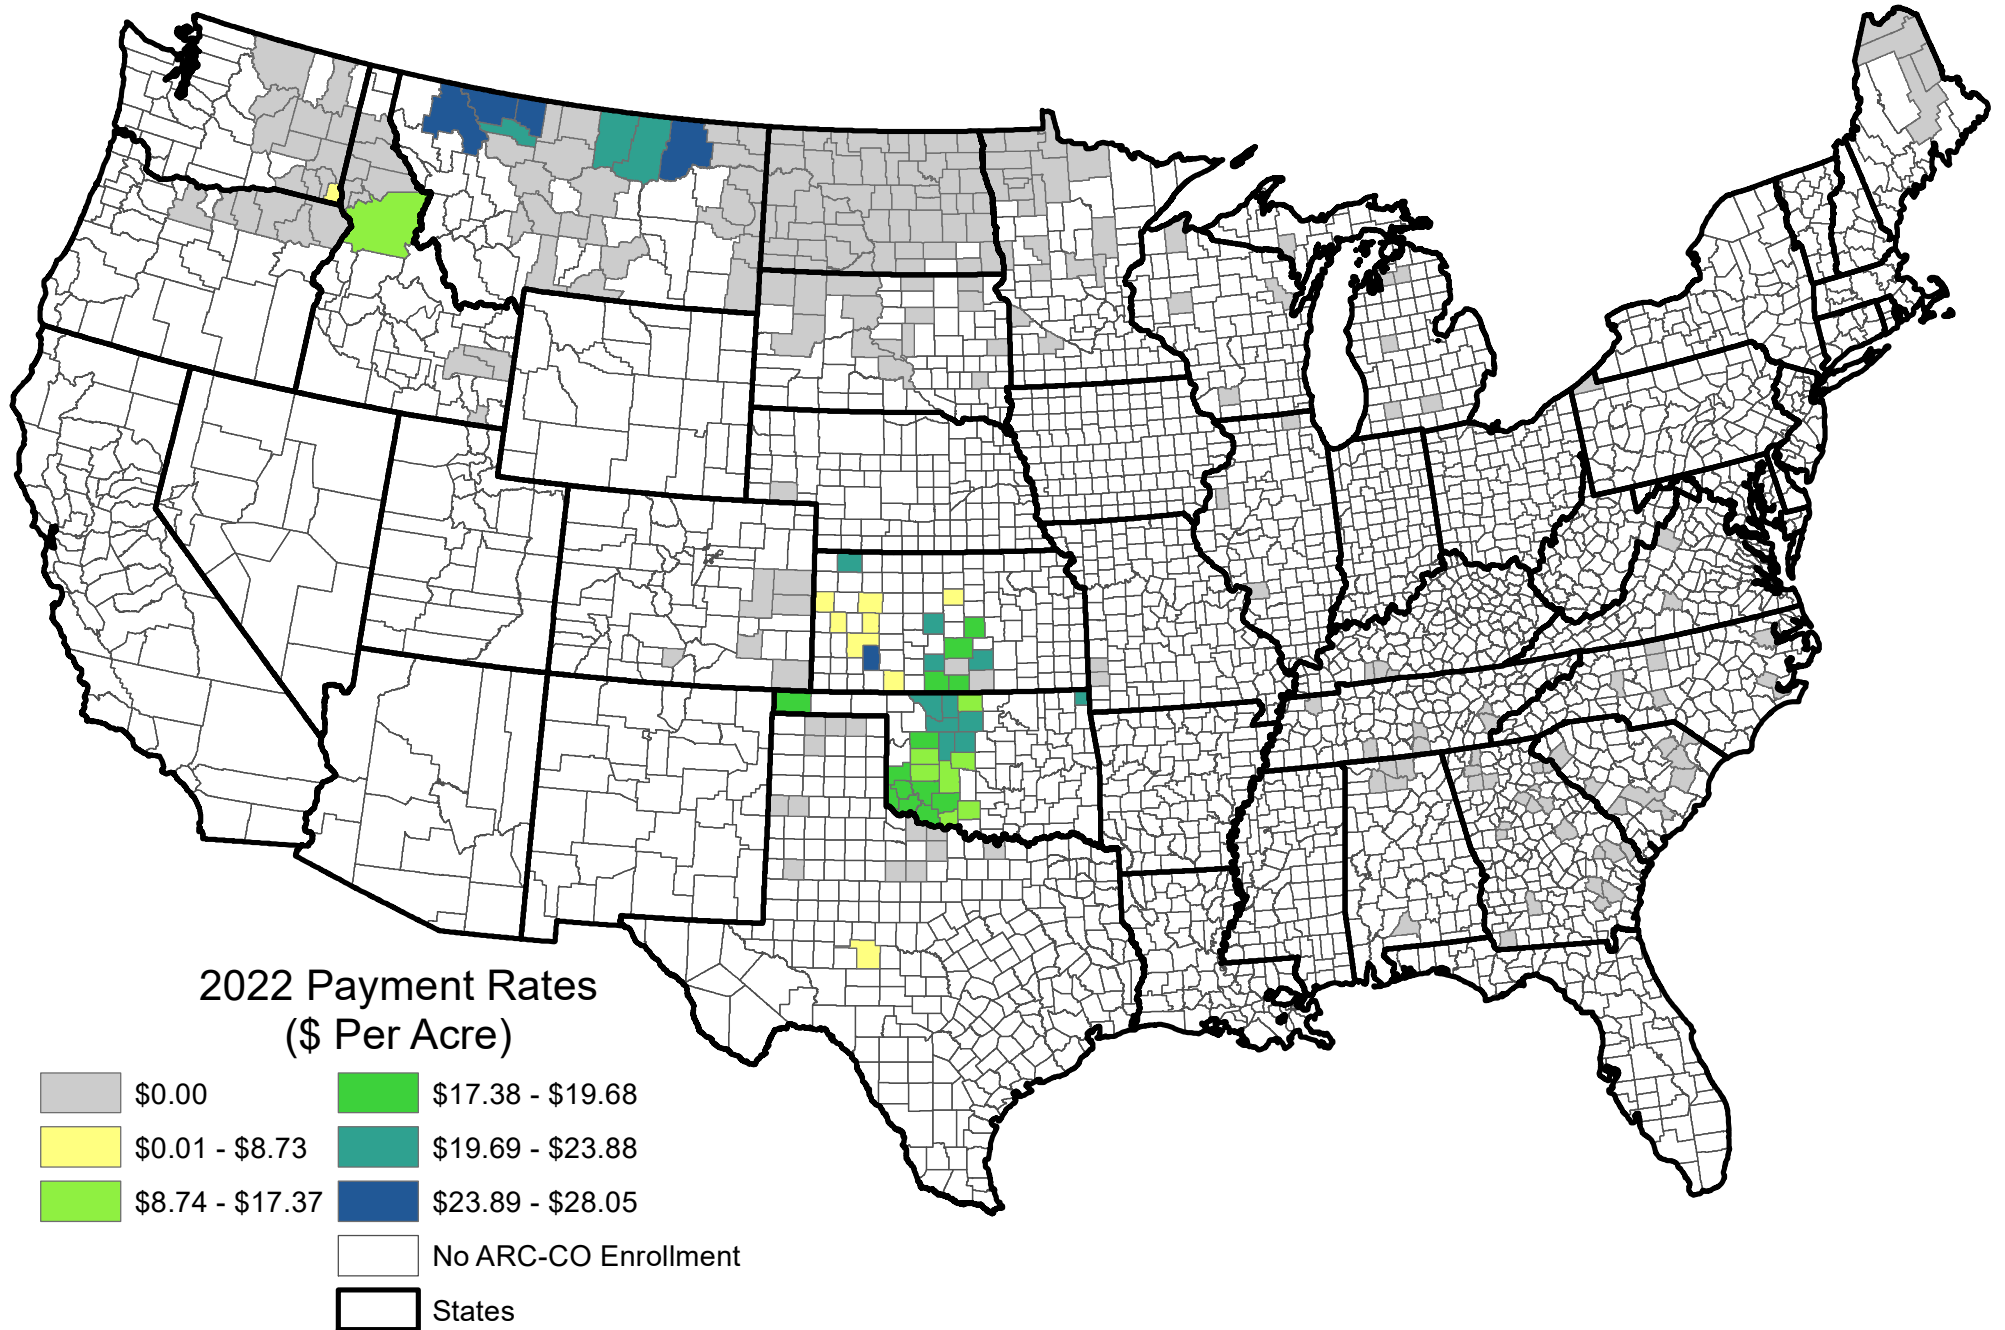 2022 Payment Rates
($ Per Acre)
$0.00
$0.01 - $8.73
$8.74 - $17.37
$17.38 - $19.68
$19.69 - $23.88
$23.89 - $28.05
No ARC-CO Enrollment
States